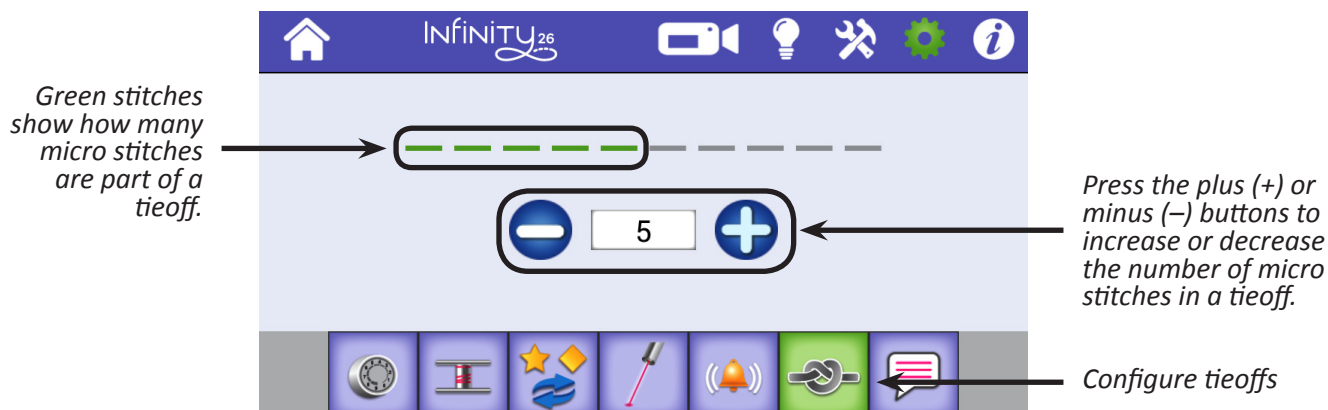 INfiniTy 26
Green stitches
show how many
micro stitches
are part of a
tieoff.
5
Press the plus (+) or
minus (–) buttons to
increase or decrease
the number of micro
stitches in a tieoff.
Configure tieoffs